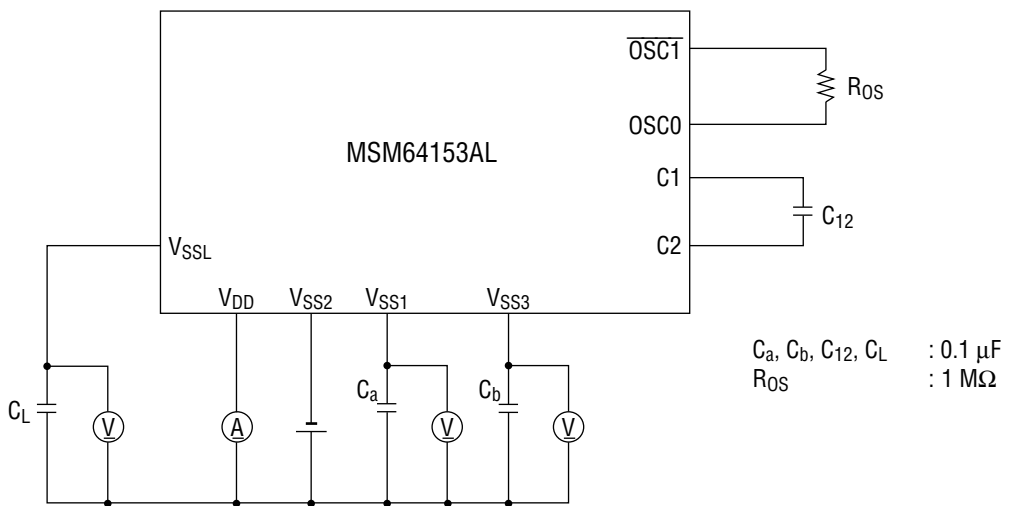 OSC1
R_OS
OSC0
MSM64153AL
C1
C_12
C2
V_SSL
V_DD V_SS2 V_SS1 V_SS3
C_a, C_b, C_12, C_L : 0.1 μF
R_OS : 1 MΩ
C_L V A C_a V C_b V